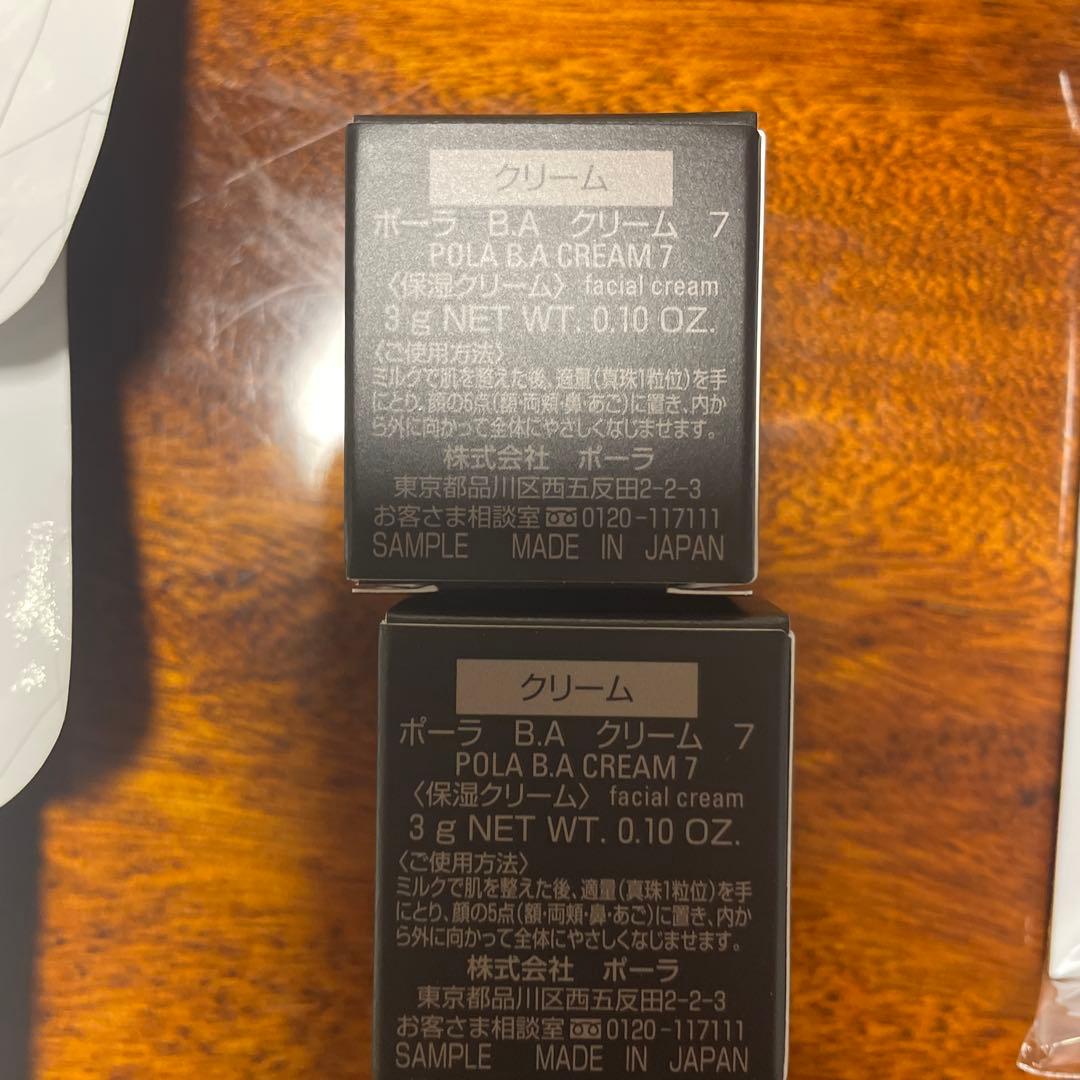 クリーム
ポーラ B.A クリーム 7
POLA B.A CREAM 7
〈保湿クリーム〉 facial cream
3 g NET WT. 0.10 OZ.
〈ご使用方法〉
ミルクで肌を整えた後、適量(真珠1粒位)を手
にとり、顔の5点(額・両頬・鼻・あご)に置き、内か
ら外に向かって全体にやさしくなじませます。
株式会社 ポーラ
東京都品川区西五反田2-2-3
お客さま相談室 0120-117111
SAMPLE MADE IN JAPAN
クリーム
ポーラ B.A クリーム 7
POLA B.A CREAM 7
〈保湿クリーム〉 facial cream
3 g NET WT. 0.10 OZ.
〈ご使用方法〉
ミルクで肌を整えた後、適量(真珠1粒位)を手
にとり、顔の5点(額・両頬・鼻・あご)に置き、内か
ら外に向かって全体にやさしくなじませます。
株式会社 ポーラ
東京都品川区西五反田2-2-3
お客さま相談室 0120-117111
SAMPLE MADE IN JAPAN